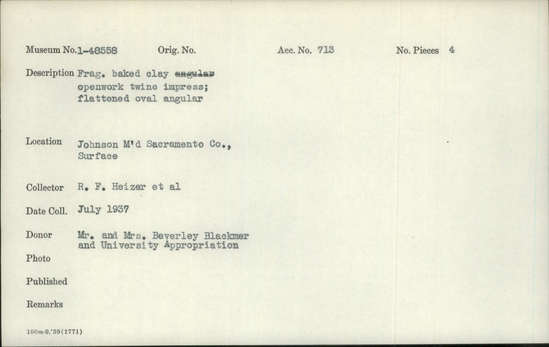 Museum No. 1-48558 Orig. No. Acc. No. 713 No. Pieces 4
Description Frag. baked clay angular
openwork twine impress;
flattened oval angular
Location Johnson M'd Sacramento Co.,
Surface
Collector R. F. Heizer et al
Date Coll. July 1937
Donor Mr. and Mrs. Beverley Blackmer
and University Appropriation
Photo
Published
Remarks